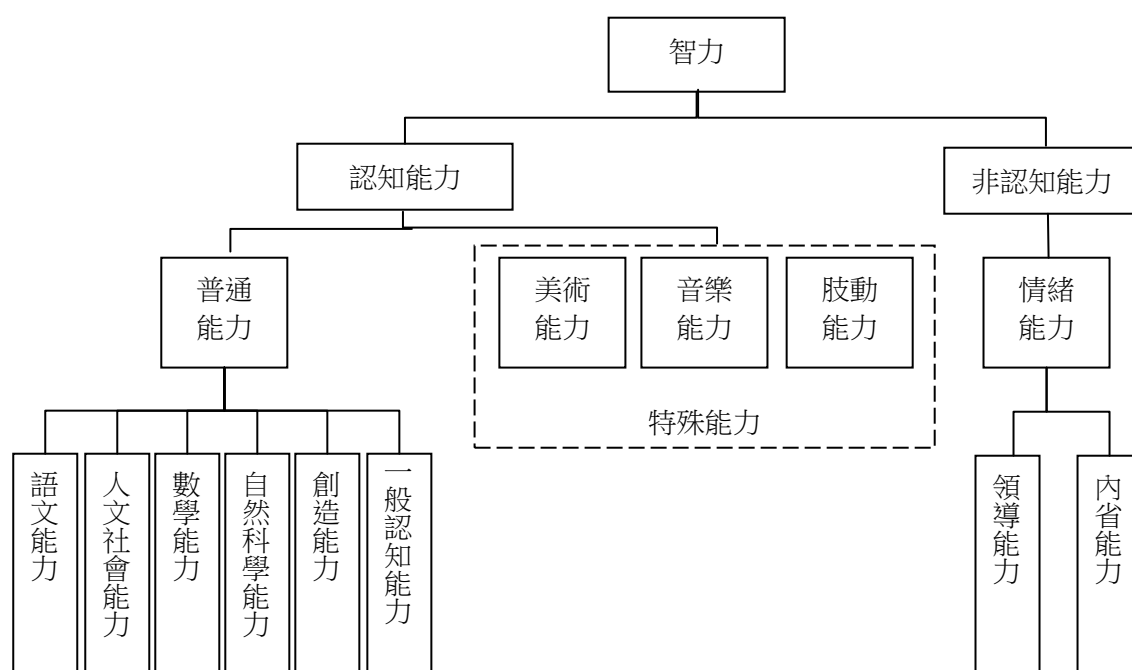 智力
認知能力
非認知能力
普通
能力
美術
能力
音樂
能力
肢動
能力
情緒
能力
特殊能力
語文能力
人文社會能力
數學能力
自然科學能力
創造能力
一般認知能力
領導能力
內省能力